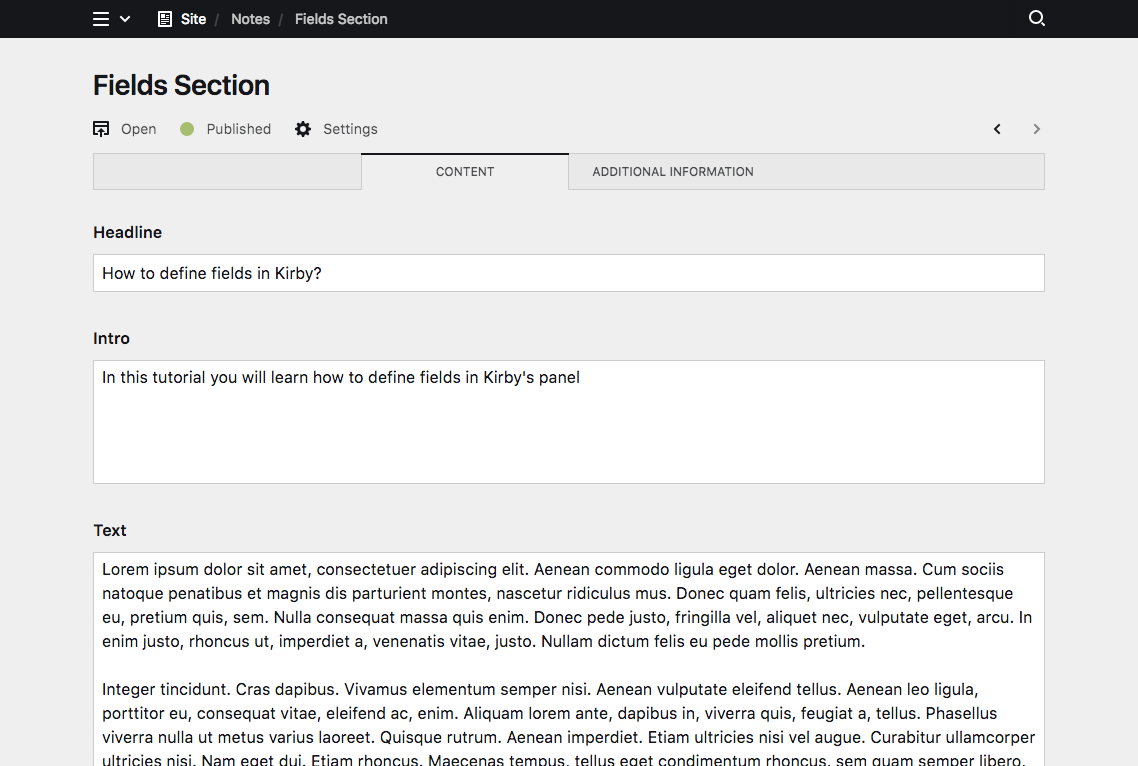 Site / Notes / Fields Section
Fields Section
Open Published Settings
CONTENT ADDITIONAL INFORMATION
Headline
How to define fields in Kirby?
Intro
In this tutorial you will learn how to define fields in Kirby's panel
Text
Lorem ipsum dolor sit amet, consectetuer adipiscing elit. Aenean commodo ligula eget dolor. Aenean massa. Cum sociis
natoque penatibus et magnis dis parturient montes, nascetur ridiculus mus. Donec quam felis, ultricies nec, pellentesque
eu, pretium quis, sem. Nulla consequat massa quis enim. Donec pede justo, fringilla vel, aliquet nec, vulputate eget, arcu. In
enim justo, rhoncus ut, imperdiet a, venenatis vitae, justo. Nullam dictum felis eu pede mollis pretium.
Integer tincidunt. Cras dapibus. Vivamus elementum semper nisi. Aenean vulputate eleifend tellus. Aenean leo ligula,
porttitor eu, consequat vitae, eleifend ac, enim. Aliquam lorem ante, dapibus in, viverra quis, feugiat a, tellus. Phasellus
viverra nulla ut metus varius laoreet. Quisque rutrum. Aenean imperdiet. Etiam ultricies nisi vel augue. Curabitur ullamcorper
ultricies nisi. Nam eget dui. Etiam rhoncus. Maecenas tempus, tellus eget condimentum rhoncus, sem quam semper libero,